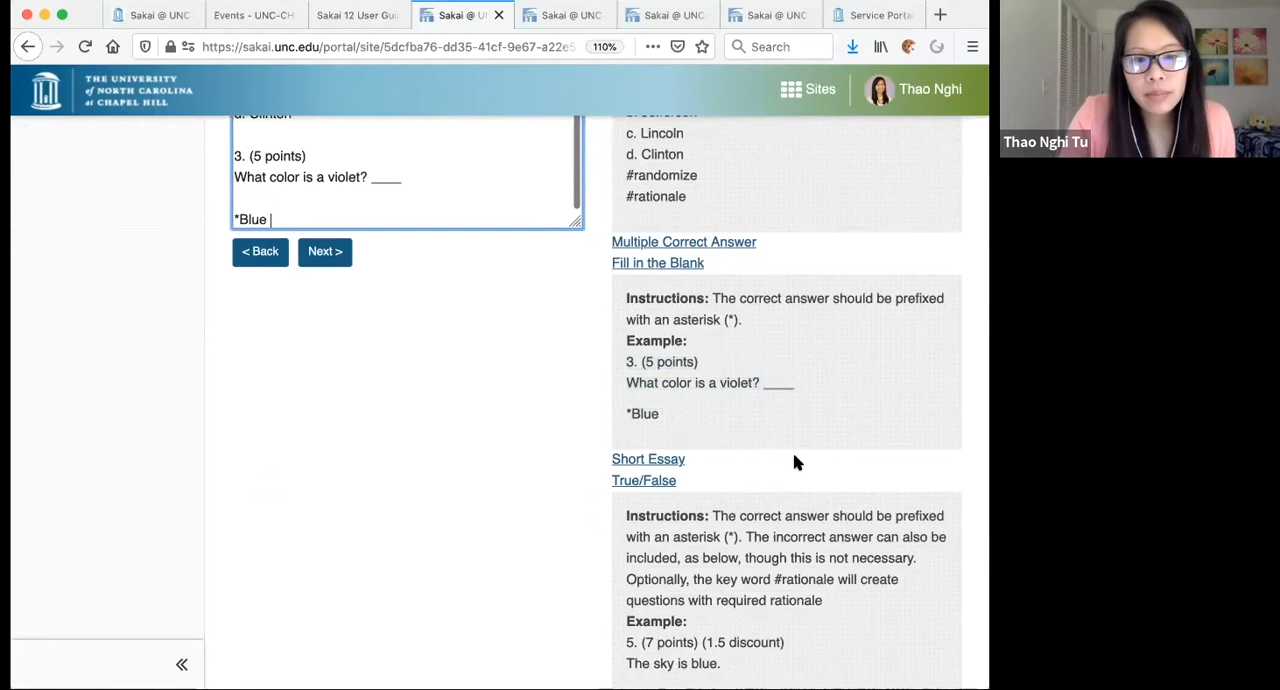 Sakai @ UNC
Events - UNC-CH
Sakai 12 User Gui
Sakai @ U
Sakai @ UNC
Sakai @ UNC
Sakai @ UNC
Service Porta
https://sakai.unc.edu/portal/site/5dcfba76-dd35-41cf-9e67-a22e5
110%
Search
THE UNIVERSITY
of NORTH CAROLINA
at CHAPEL HILL
Sites
Thao Nghi
Thao Nghi Tu
d. Clinton
3. (5 points)
What color is a violet? ____
*Blue
< Back
Next >
b. Jefferson
c. Lincoln
d. Clinton
#randomize
#rationale
Multiple Correct Answer
Fill in the Blank
Instructions: The correct answer should be prefixed
with an asterisk (*).
Example:
3. (5 points)
What color is a violet? ____
*Blue
Short Essay
True/False
Instructions: The correct answer should be prefixed
with an asterisk (*). The incorrect answer can also be
included, as below, though this is not necessary.
Optionally, the key word #rationale will create
questions with required rationale
Example:
5. (7 points) (1.5 discount)
The sky is blue.